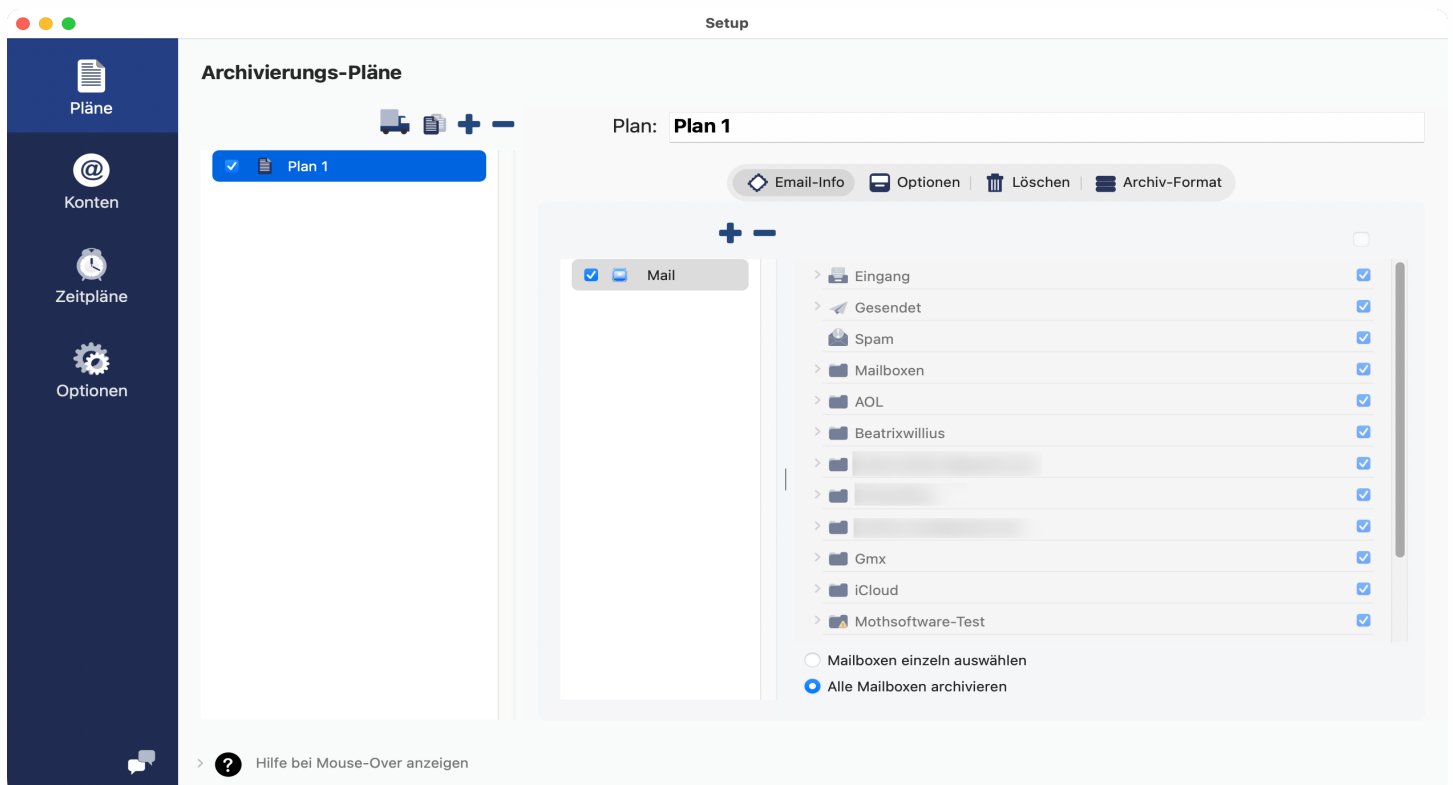 Setup
Pläne
Konten
Zeitpläne
Optionen
Archivierungs-Pläne
Plan 1
Plan: Plan 1
Email-Info Optionen Löschen Archiv-Format
Mail
Eingang
Gesendet
Spam
Mailboxen
AOL
Beatrixwillius
Gmx
iCloud
Mothsoftware-Test
Mailboxen einzeln auswählen
Alle Mailboxen archivieren
? Hilfe bei Mouse-Over anzeigen